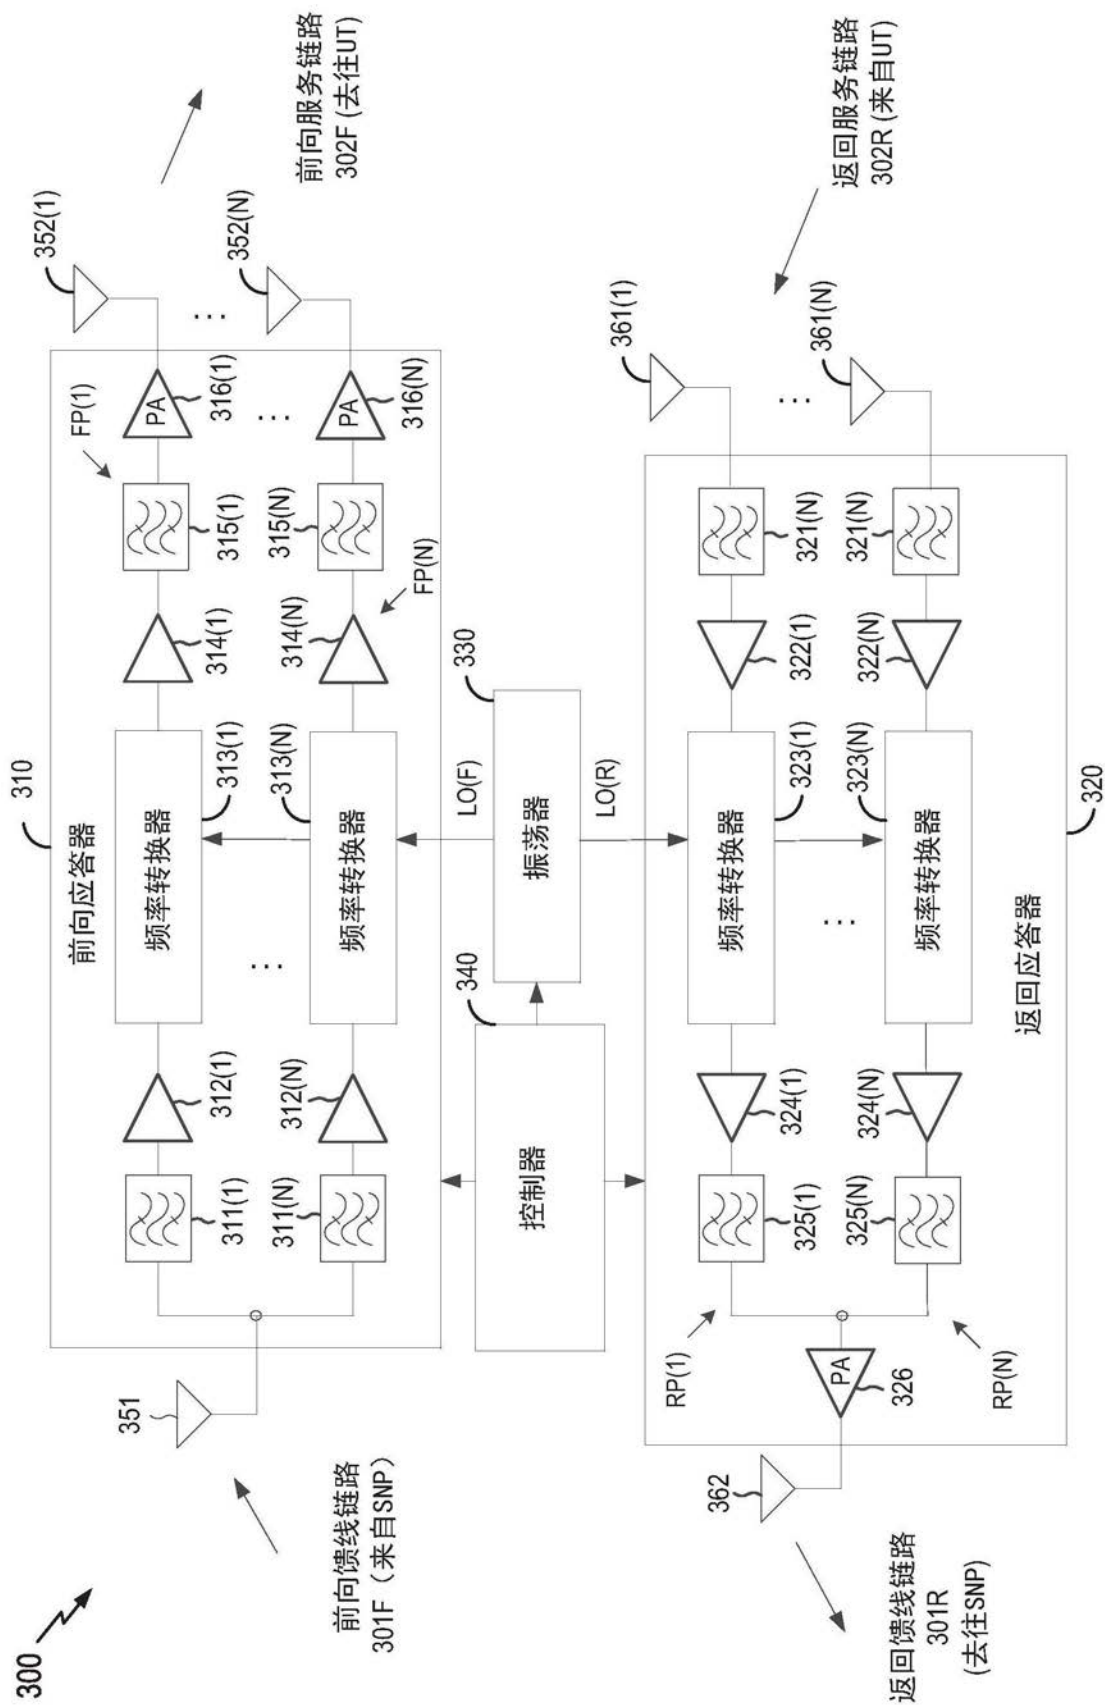 300
310
前向应答器
351
前向馈线链路
301F（来自SNP）
311(1)
312(1)
频率转换器
313(1)
314(1)
315(1)
FP(1)
PA
316(1)
352(1)
前向服务链路
302F (去往UT)
...
...
...
311(N)
312(N)
频率转换器
313(N)
314(N)
FP(N)
315(N)
PA
316(N)
352(N)
控制器
340
振荡器
330
LO(F)
LO(R)
返回服务链路
302R (来自UT)
361(1)
321(N)
322(1)
频率转换器
323(1)
324(1)
325(1)
RP(1)
...
...
361(N)
321(N)
322(N)
频率转换器
323(N)
324(N)
325(N)
RP(N)
PA
326
362
返回应答器
320
返回馈线链路
301R
(去往SNP)